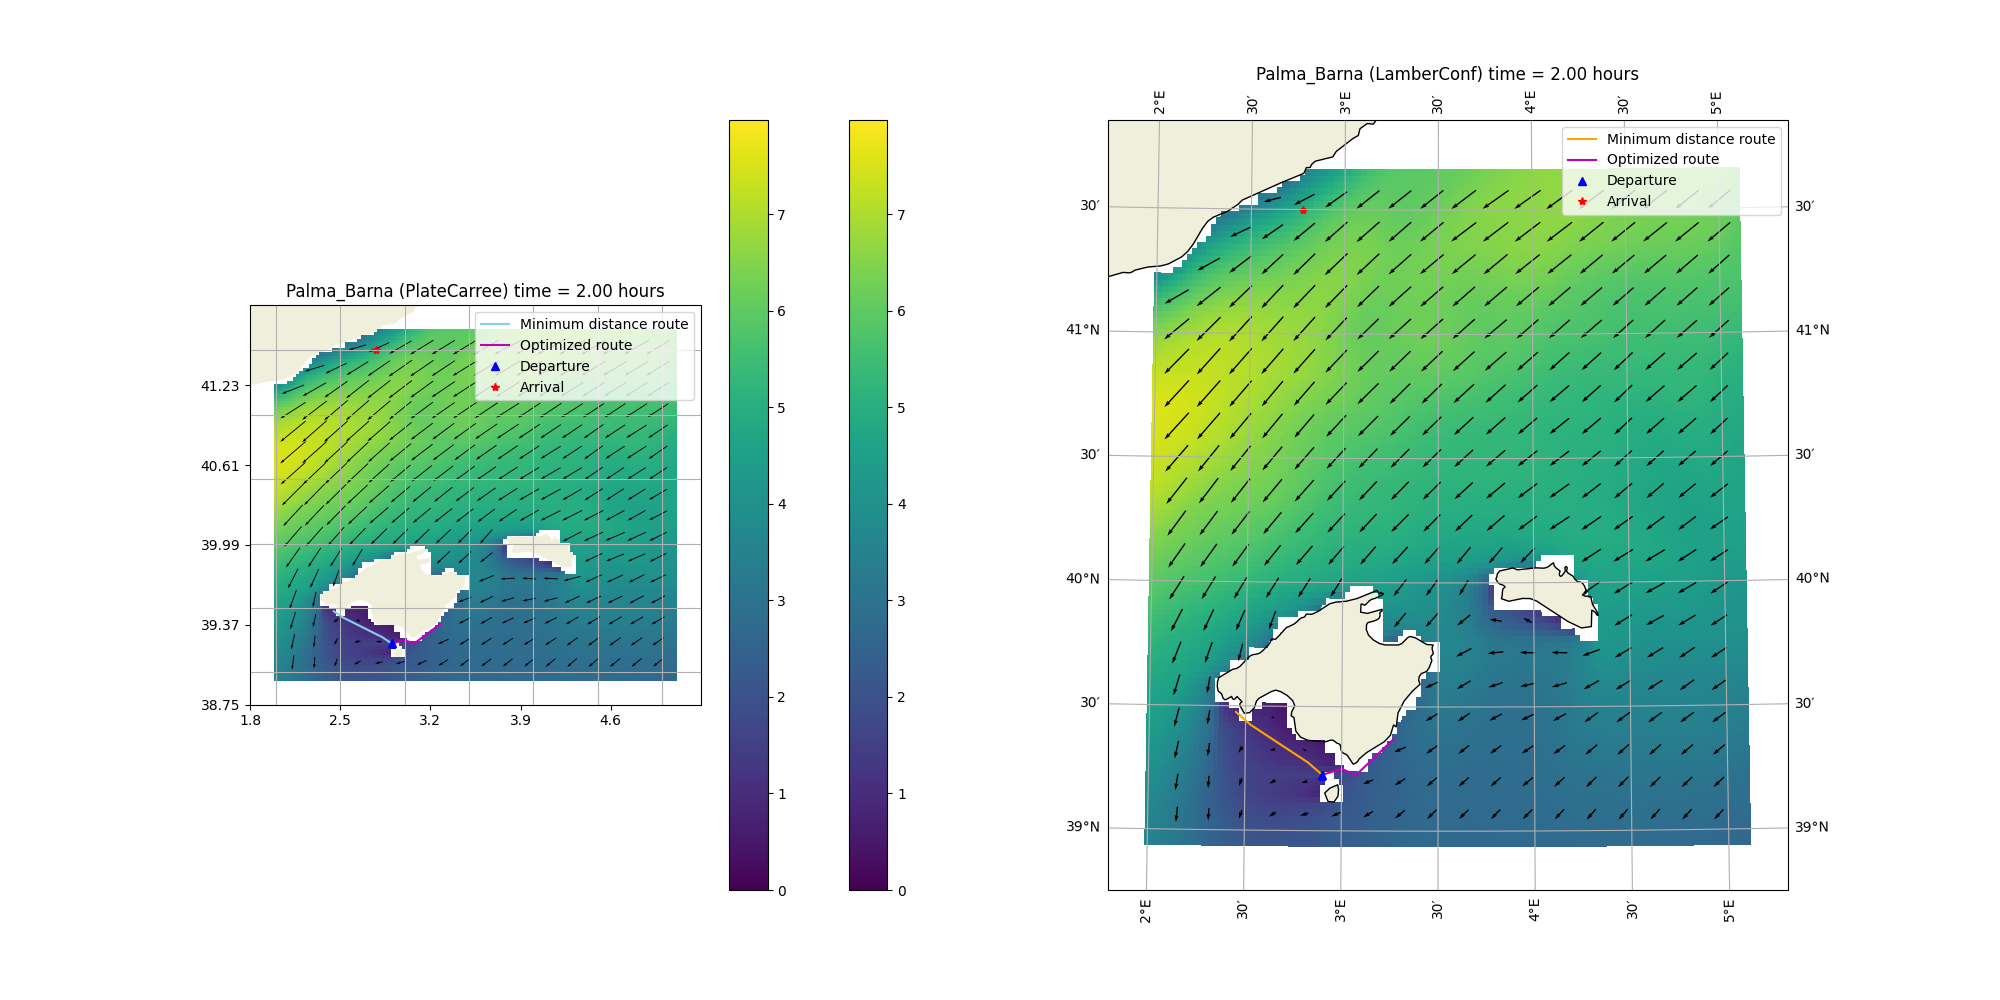 Palma_Barna (PlateCarree) time = 2.00 hours
Minimum distance route
Optimized route
Departure
Arrival
41.23
40.61
39.99
39.37
38.75
1.8 2.5 3.2 3.9 4.6
7
6
5
4
3
2
1
0
7
6
5
4
3
2
1
0
Palma_Barna (LamberConf) time = 2.00 hours
2°E 30′ 3°E 30′ 4°E 30′ 5°E
Minimum distance route
Optimized route
Departure
Arrival
30′ 30′
41°N 41°N
30′ 30′
40°N 40°N
30′ 30′
39°N 39°N
2°E 30′ 3°E 30′ 4°E 30′ 5°E